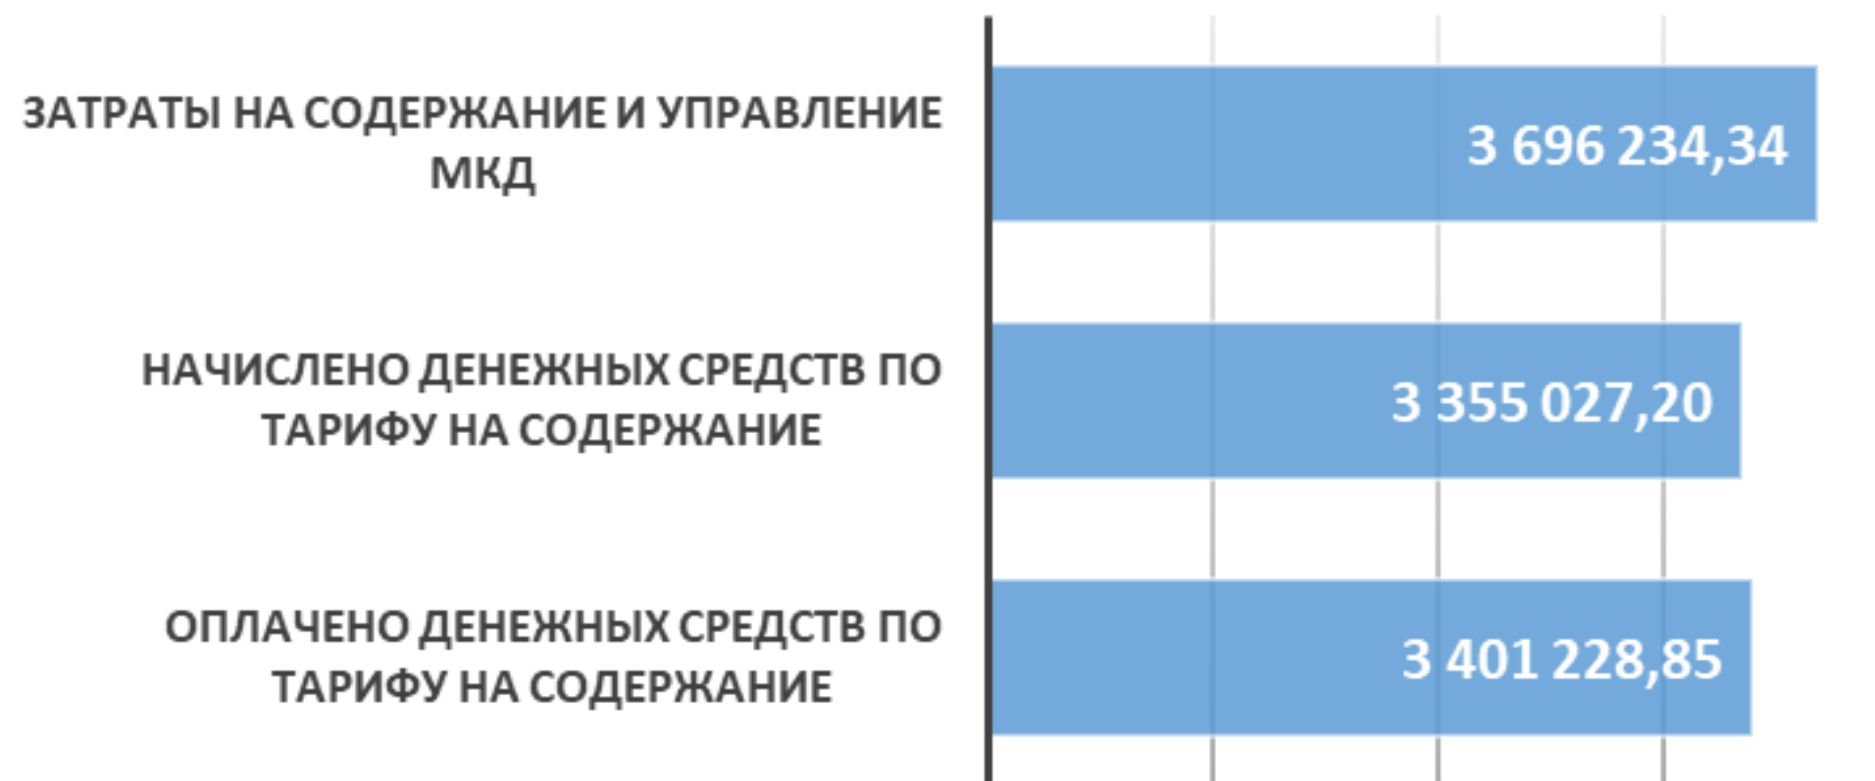 ЗАТРАТЫ НА СОДЕРЖАНИЕ И УПРАВЛЕНИЕ
МКД
3 696 234,34
НАЧИСЛЕНО ДЕНЕЖНЫХ СРЕДСТВ ПО
ТАРИФУ НА СОДЕРЖАНИЕ
3 355 027,20
ОПЛАЧЕНО ДЕНЕЖНЫХ СРЕДСТВ ПО
ТАРИФУ НА СОДЕРЖАНИЕ
3 401 228,85